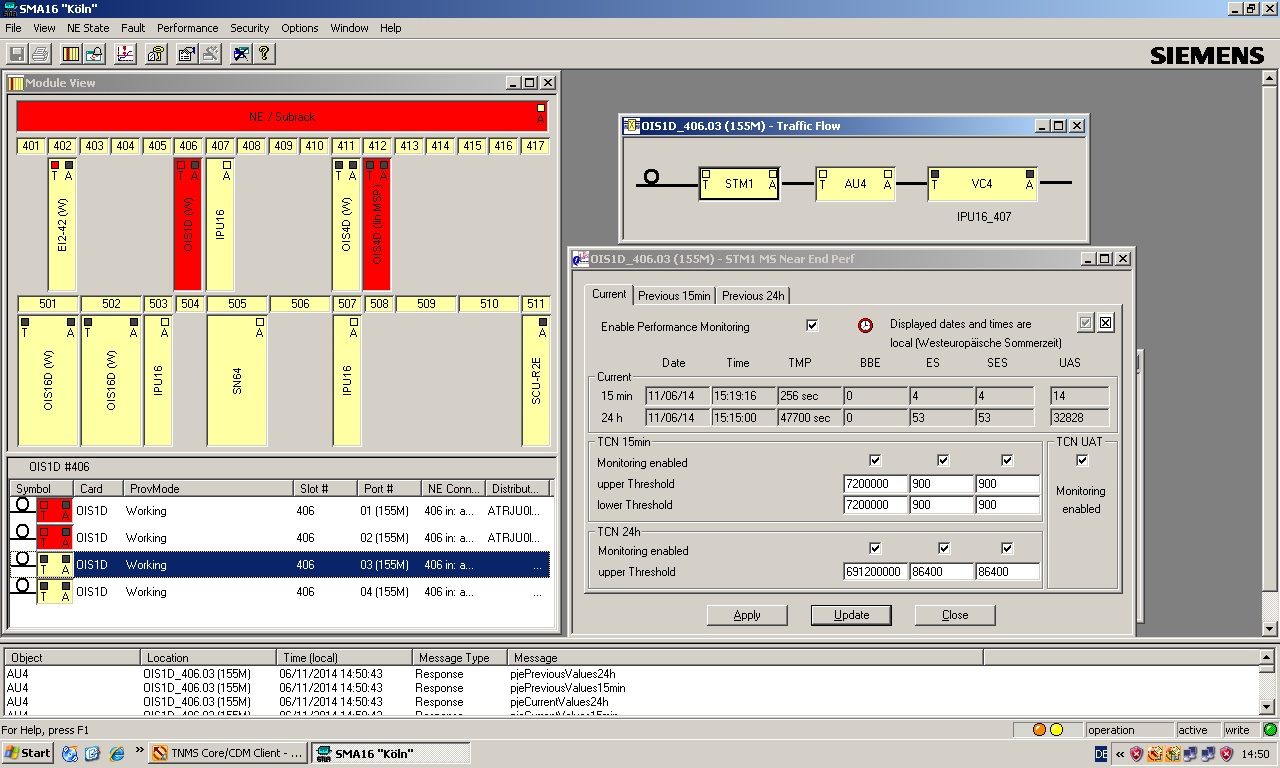 SMA16 "Köln"
File View NE State Fault Performance Security Options Window Help
SIEMENS
Module View
NE / Subrack
A
401 402 403 404 405 406 407 408 409 410 411 412 413 414 415 416 417
T A T A A T A T A
EI2-42 (W) OIS1D (W) IPU16 OIS4D (W) OIS4D (lin MSP)
501 502 503 504 505 506 507 508 509 510 511
T A T A A A A A
OIS16D (W) OIS16D (W) IPU16 SN64 IPU16 SCU-R2E
OIS1D #406
Symbol Card ProvMode Slot # Port # NE Conn... Distribut...
T A OIS1D Working 406 01 (155M) 406 in: a... ATRJU0I...
T A OIS1D Working 406 02 (155M) 406 in: a... ATRJU0I...
T A OIS1D Working 406 03 (155M) 406 in: a... ...
T A OIS1D Working 406 04 (155M) 406 in: a... ...
OIS1D_406.03 (155M) - Traffic Flow
T STM1 A T AU4 A T VC4 A
IPU16_407
OIS1D_406.03 (155M) - STM1 MS Near End Perf
Current Previous 15min Previous 24h
Enable Performance Monitoring
Displayed dates and times are
local (Westeuropäische Sommerzeit)
Date Time TMP BBE ES SES UAS
Current
15 min 11/06/14 15:19:16 256 sec 0 4 4 14
24 h 11/06/14 15:15:00 47700 sec 0 53 53 32828
TCN 15min TCN UAT
Monitoring enabled
upper Threshold 7200000 900 900
lower Threshold 7200000 900 900
Monitoring
enabled
TCN 24h
Monitoring enabled
upper Threshold 691200000 86400 86400
Apply Update Close
Object Location Time (local) Message Type Message
AU4 OIS1D_406.03 (155M) 06/11/2014 14:50:43 Response pjePreviousValues24h
AU4 OIS1D_406.03 (155M) 06/11/2014 14:50:43 Response pjePreviousValues15min
AU4 OIS1D_406.03 (155M) 06/11/2014 14:50:43 Response pjeCurrentValues24h
AU4 OIS1D_406.03 (155M) 06/11/2014 14:50:43 Response pjeCurrentValues15min
For Help, press F1 operation active write
Start TNMS Core/CDM Client - ... SMA16 "Köln" DE 14:50